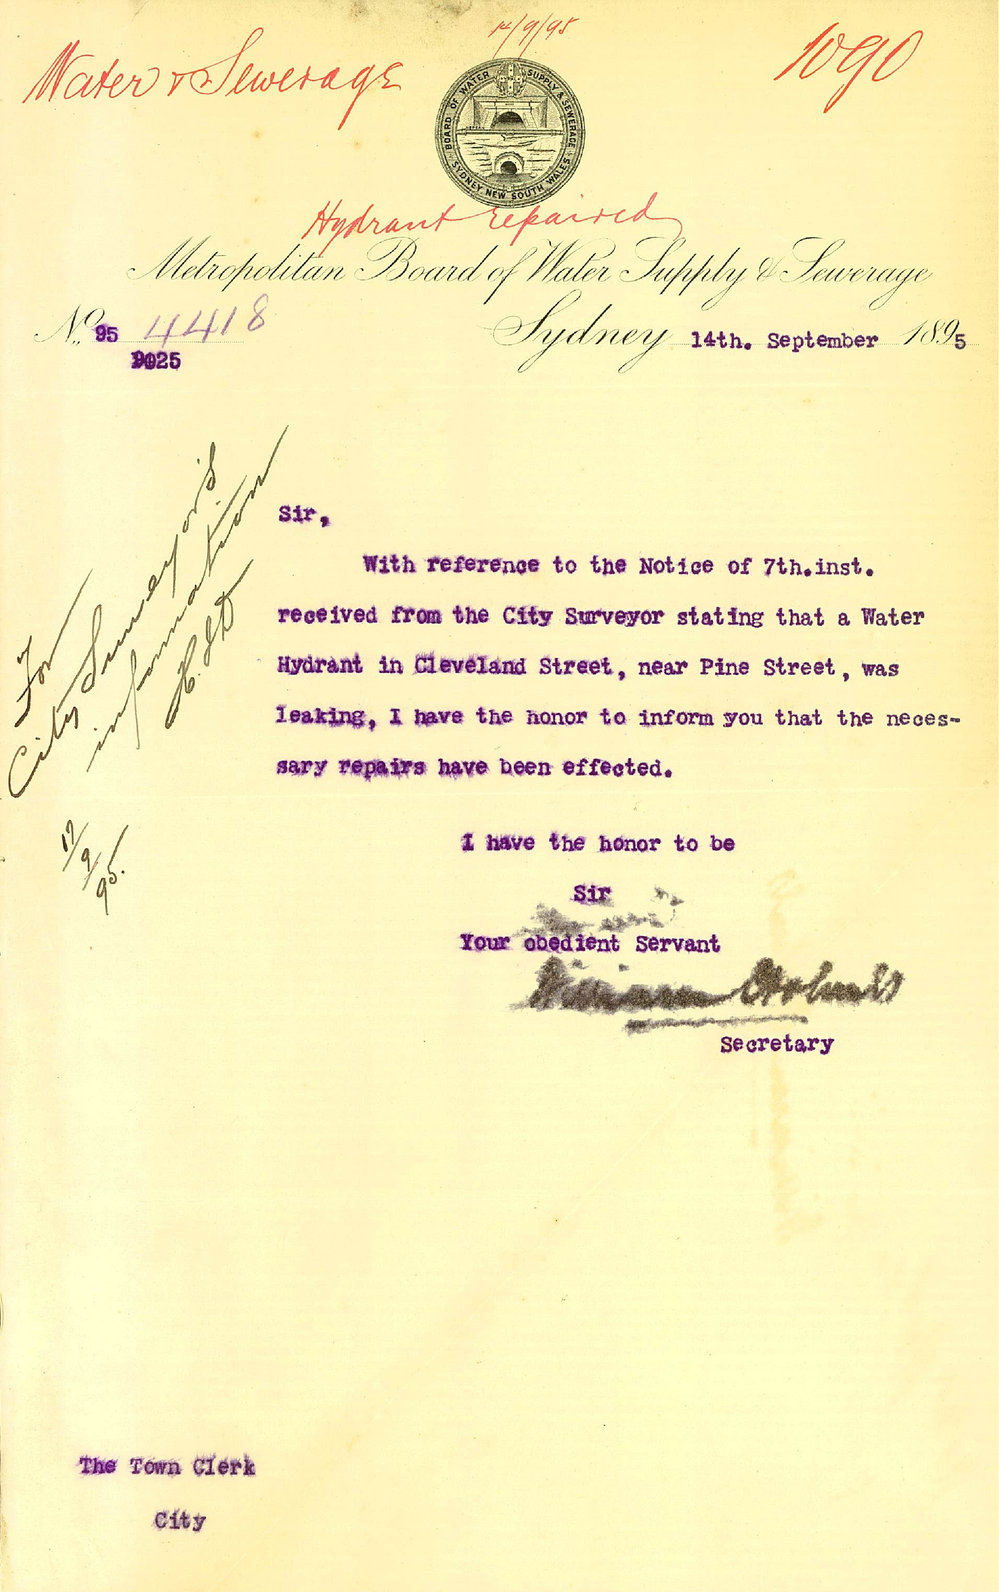 14/9/95
Water & Sewerage
1090
BOARD OF WATER SUPPLY & SEWERAGE
SYDNEY NEW SOUTH WALES
Hydrant repaired
Metropolitan Board of Water Supply & Sewerage
No. 95 4418
9025
Sydney 14th. September 1895
For
City Surveyor's
information
17/9/95.
Sir,
With reference to the Notice of 7th.inst.
received from the City Surveyor stating that a Water
Hydrant in Cleveland Street, near Pine Street, was
leaking, I have the honor to inform you that the neces-
sary repairs have been effected.
I have the honor to be
Sir
Your obedient Servant
William Holmes
Secretary
The Town Clerk
City